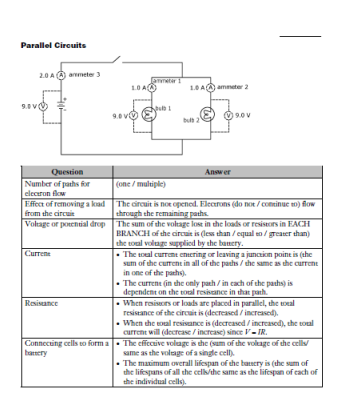 Parallel Circuits
2.0 A A ammeter 3
ammeter 1
1.0 A A
1.0 A A ammeter 2
9.0 V V
+
9.0 V V
bulb 1
bulb 2
V 9.0 V
Question Answer
Number of paths for (one / multiple)
electron flow
Effect of removing a load The circuit is not opened. Electrons (do not / continue to) flow
from the circuit through the remaining paths.
Voltage or potential drop The sum of the voltage loss in the loads or resistors in EACH
BRANCH of the circuit is (less than / equal to / greater than)
the total voltage supplied by the battery.
Current • The total current entering or leaving a junction point is (the
sum of the current in all of the paths / the same as the current
in one of the paths).
• The current (in the only path / in each of the paths) is
dependent on the total resistance in that path.
Resistance • When resistors or loads are placed in parallel, the total
resistance of the circuit is (decreased / increased).
• When the total resistance is (decreased / increased), the total
current will (decrease / increase) since V = IR.
Connecting cells to form a • The effective voltage is the (sum of the voltage of the cells/
battery same as the voltage of a single cell).
• The maximum overall lifespan of the battery is (the sum of
the lifespans of all the cells/the same as the lifespan of each of
the individual cells).